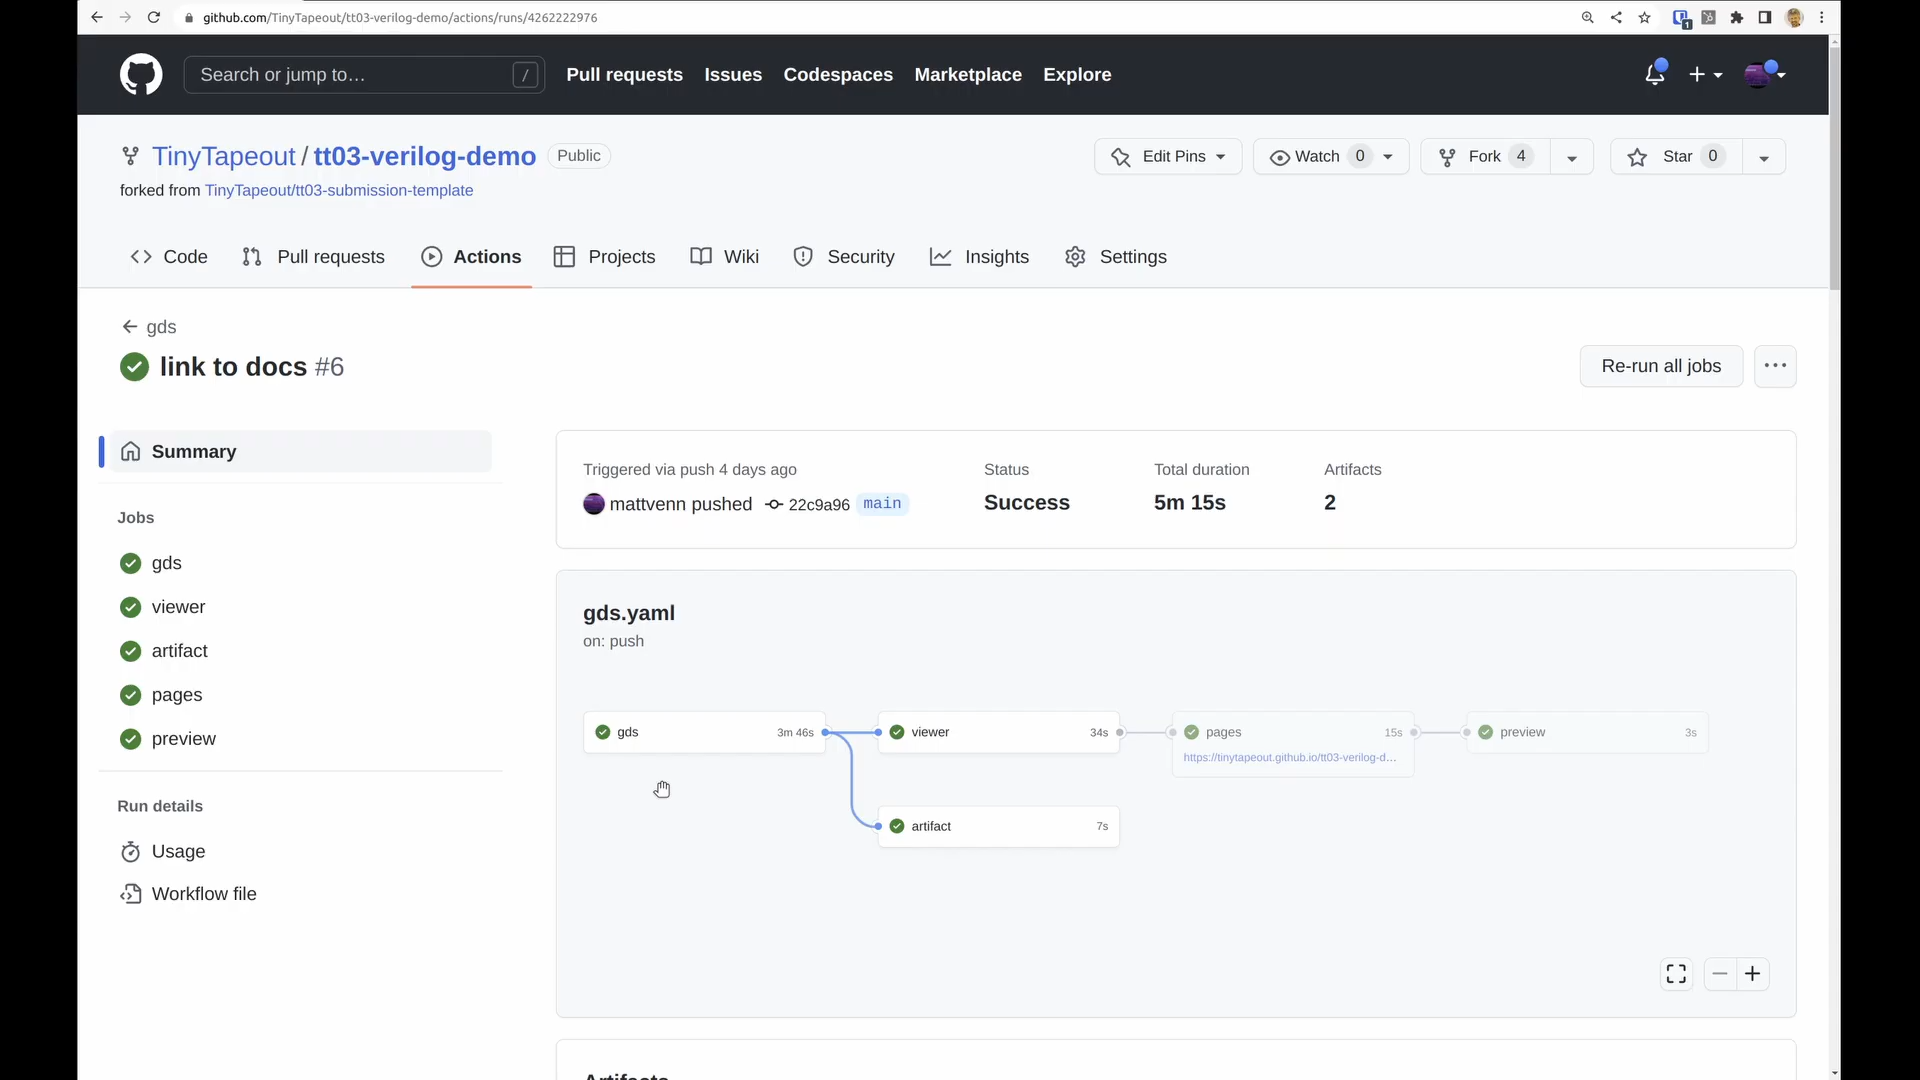 github.com/TinyTapeout/tt03-verilog-demo/actions/runs/4262222976
1
Search or jump to…
/
Pull requests
Issues
Codespaces
Marketplace
Explore
TinyTapeout / tt03-verilog-demo
Public
Edit Pins
Watch 0
Fork 4
Star 0
forked from TinyTapeout/tt03-submission-template
Code
Pull requests
Actions
Projects
Wiki
Security
Insights
Settings
gds
link to docs #6
Re-run all jobs
Summary
Jobs
gds
viewer
artifact
pages
preview
Run details
Usage
Workflow file
Triggered via push 4 days ago
mattvenn pushed 22c9a96 main
Status
Success
Total duration
5m 15s
Artifacts
2
gds.yaml
on: push
gds 3m 46s
viewer 34s
pages 15s
https://tinytapeout.github.io/tt03-verilog-d…
preview 3s
artifact 7s
Artifacts